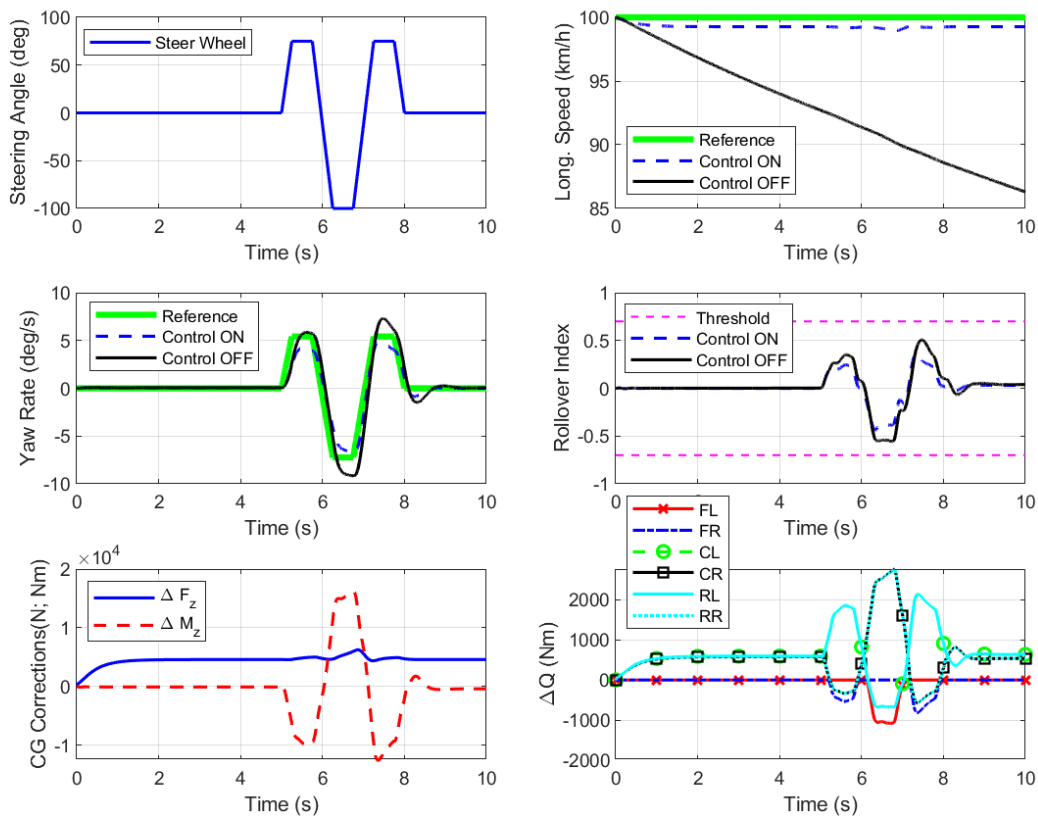 Steering Angle (deg)
100
50
0
-50
-100
Steer Wheel
0 2 4 6 8 10
Time (s)
Long. Speed (km/h)
100
95
90
85
Reference
Control ON
Control OFF
0 2 4 6 8 10
Time (s)
Yaw Rate (deg/s)
10
5
0
-5
-10
Reference
Control ON
Control OFF
0 2 4 6 8 10
Time (s)
Rollover Index
1
0.5
0
-0.5
-1
Threshold
Control ON
Control OFF
0 2 4 6 8 10
Time (s)
CG Corrections(N; Nm)
×10^4
2
1
0
-1
Δ F_z
Δ M_z
0 2 4 6 8 10
Time (s)
ΔQ (Nm)
2000
1000
0
-1000
-2000
FL
FR
CL
CR
RL
RR
0 2 4 6 8 10
Time (s)